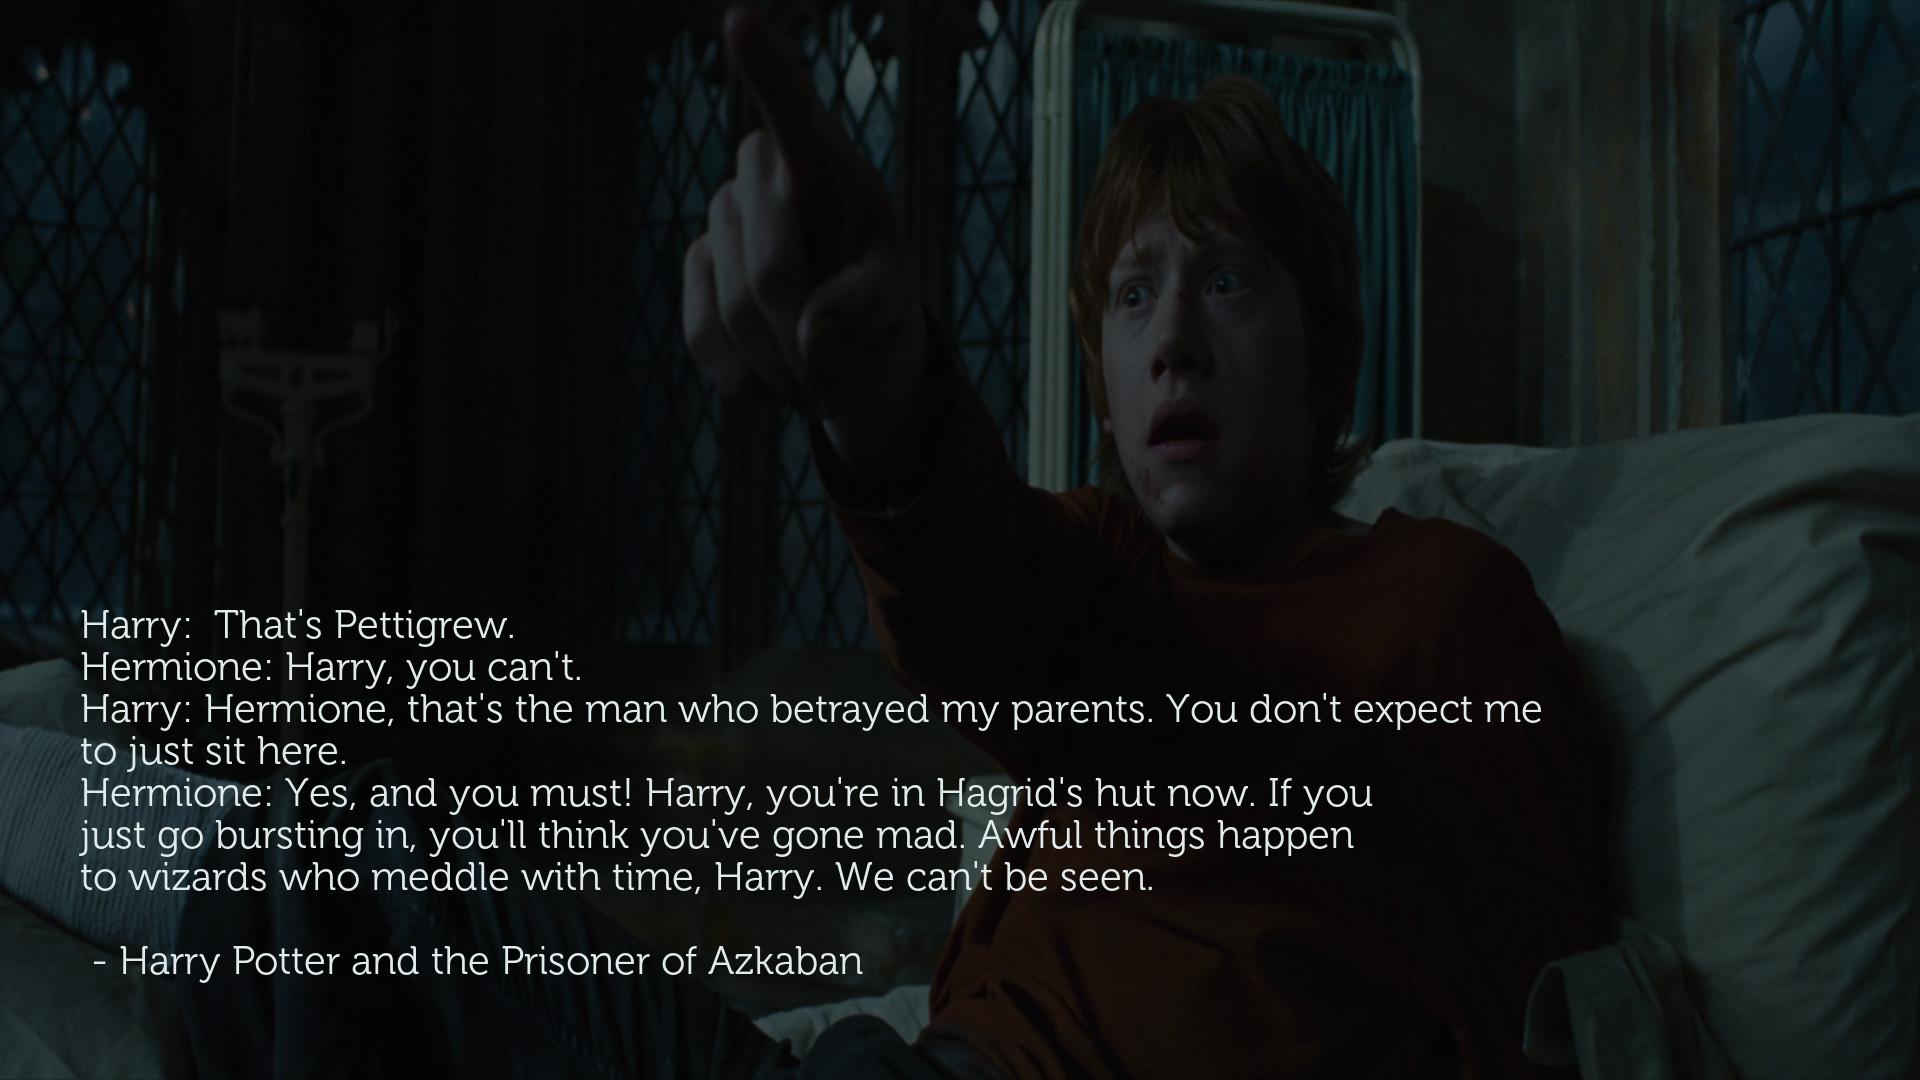 Harry:  That's Pettigrew.
Hermione: Harry, you can't.
Harry: Hermione, that's the man who betrayed my parents. You don't expect me
to just sit here.
Hermione: Yes, and you must! Harry, you're in Hagrid's hut now. If you
just go bursting in, you'll think you've gone mad. Awful things happen
to wizards who meddle with time, Harry. We can't be seen.
- Harry Potter and the Prisoner of Azkaban